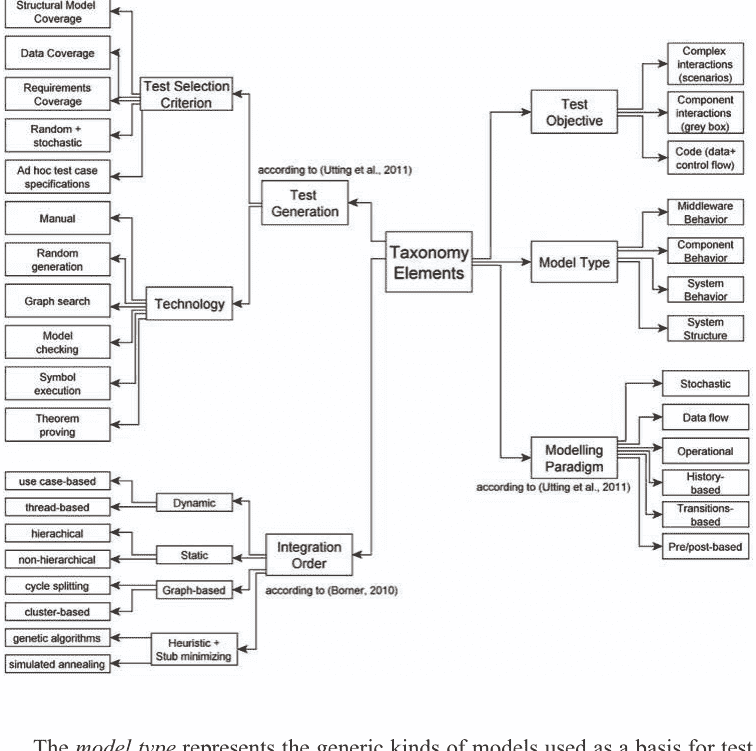 Structural Model
Coverage
Data Coverage
Requirements
Coverage
Random +
stochastic
Ad hoc test case
specifications
Test Selection
Criterion
Manual
Random
generation
Graph search
Model
checking
Symbol
execution
Theorem
proving
Technology
according to (Utting et al., 2011)
Test
Generation
Taxonomy
Elements
Test
Objective
Complex
interactions
(scenarios)
Component
interactions
(grey box)
Code (data+
control flow)
Model Type
Middleware
Behavior
Component
Behavior
System
Behavior
System
Structure
Modelling
Paradigm
according to (Utting et al., 2011)
Stochastic
Data flow
Operational
History-
based
Transitions-
based
Pre/post-based
use case-based
thread-based
Dynamic
hierachical
non-hierarchical
Static
cycle splitting
cluster-based
Graph-based
genetic algorithms
simulated annealing
Heuristic +
Stub minimizing
Integration
Order
according to (Borner, 2010)
The model type represents the generic kinds of models used as a basis for test